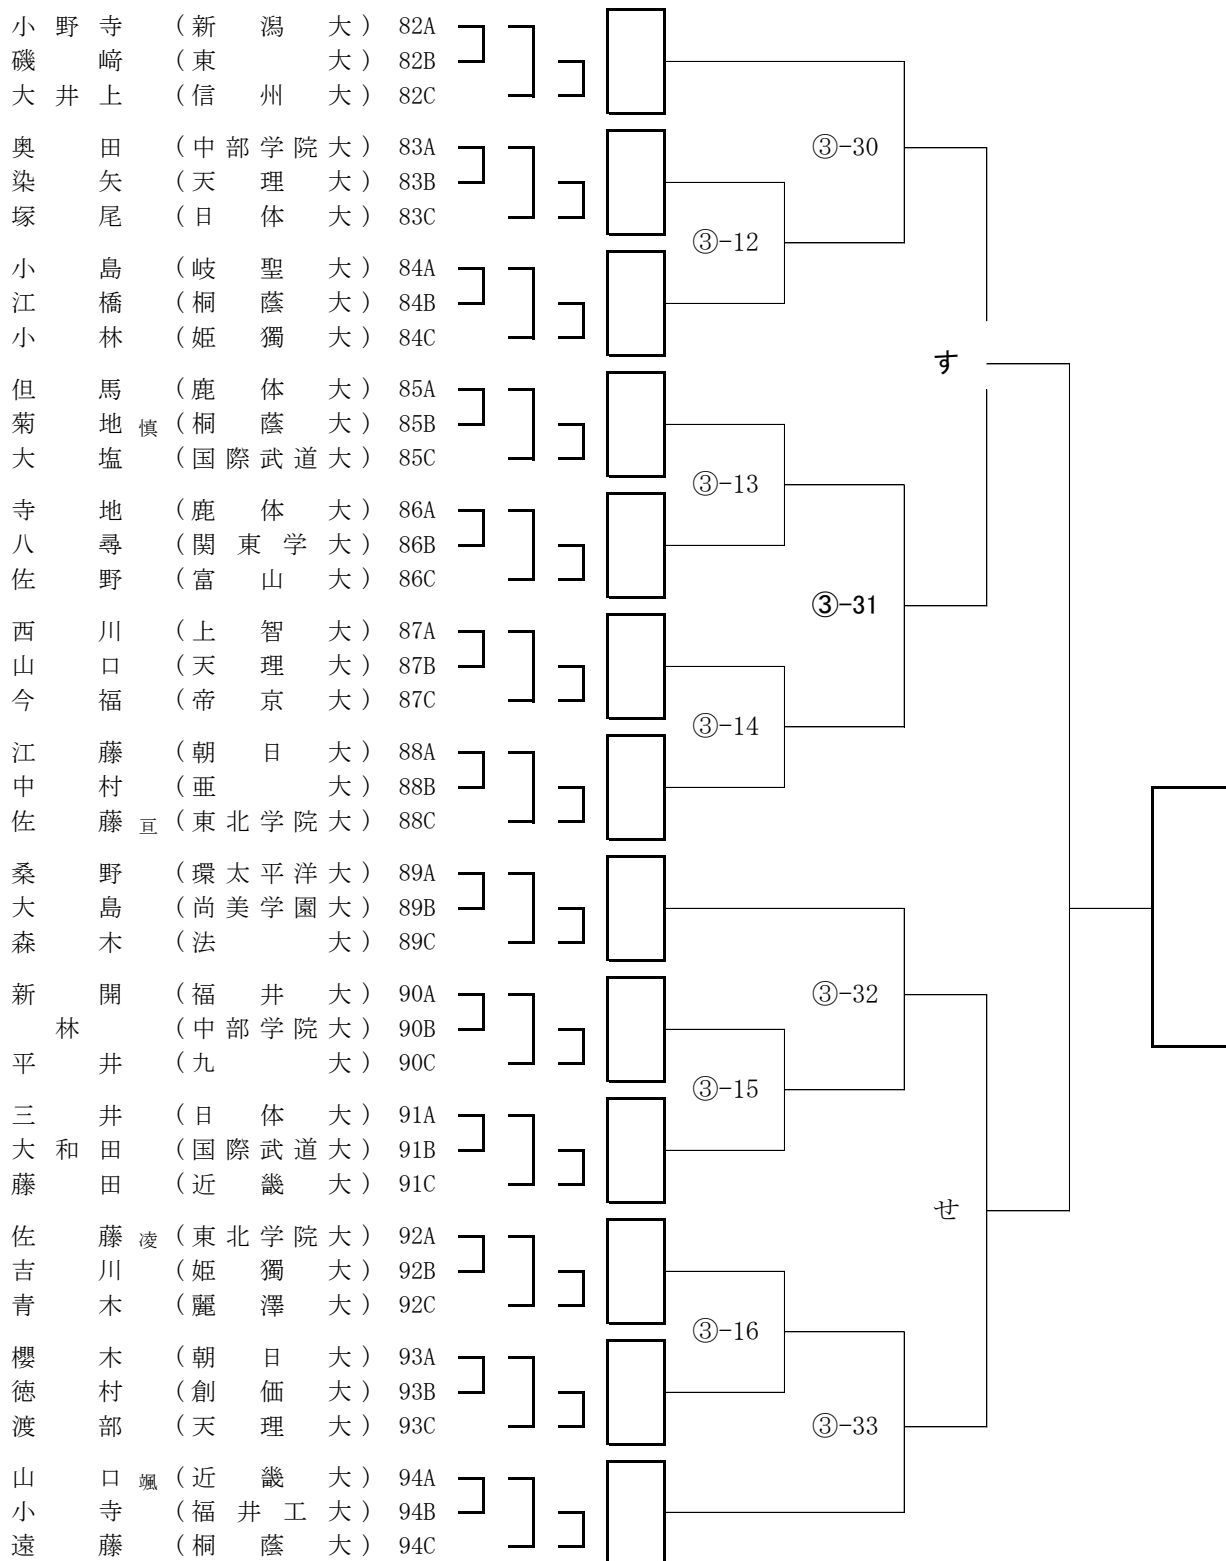 小野寺 （新潟大） 82A
磯﨑 （東大） 82B
大井上 （信州大） 82C
奥田 （中部学院大） 83A
③-30
染矢 （天理大） 83B
塚尾 （日体大） 83C
③-12
小島 （岐聖大） 84A
江橋 （桐蔭大） 84B
小林 （姫獨大） 84C
す
但馬 （鹿体大） 85A
菊地慎 （桐蔭大） 85B
大塩 （国際武道大） 85C
③-13
寺地 （鹿体大） 86A
八尋 （関東学大） 86B
佐野 （富山大） 86C
③-31
西川 （上智大） 87A
山口 （天理大） 87B
今福 （帝京大） 87C
③-14
江藤 （朝日大） 88A
中村 （亜大） 88B
佐藤亘 （東北学院大） 88C
桑野 （環太平洋大） 89A
大島 （尚美学園大） 89B
森木 （法大） 89C
新開 （福井大） 90A
③-32
林 （中部学院大） 90B
平井 （九大） 90C
③-15
三井 （日体大） 91A
大和田 （国際武道大） 91B
藤田 （近畿大） 91C
せ
佐藤凌 （東北学院大） 92A
吉川 （姫獨大） 92B
青木 （麗澤大） 92C
③-16
櫻木 （朝日大） 93A
徳村 （創価大） 93B
渡部 （天理大） 93C
③-33
山口颯 （近畿大） 94A
小寺 （福井工大） 94B
遠藤 （桐蔭大） 94C